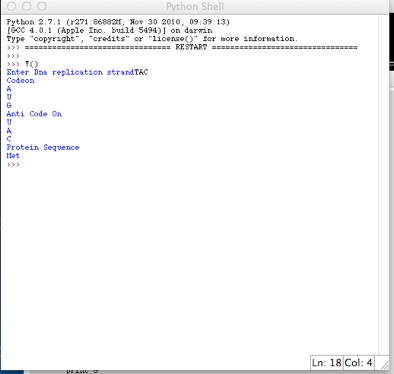 Python Shell
Python 2.7.1 (r271:86882M, Nov 30 2010, 09:39:13)
[GCC 4.0.1 (Apple Inc. build 5494)] on darwin
Type "copyright", "credits" or "license()" for more information.
>>> ============================== RESTART ================================
>>>
>>> T()
Enter Dna replication strandTAC
Codeon
A
U
G
Anti Code On
U
A
C
Protein Sequence
Met
>>>
Ln: 18 Col: 4
print